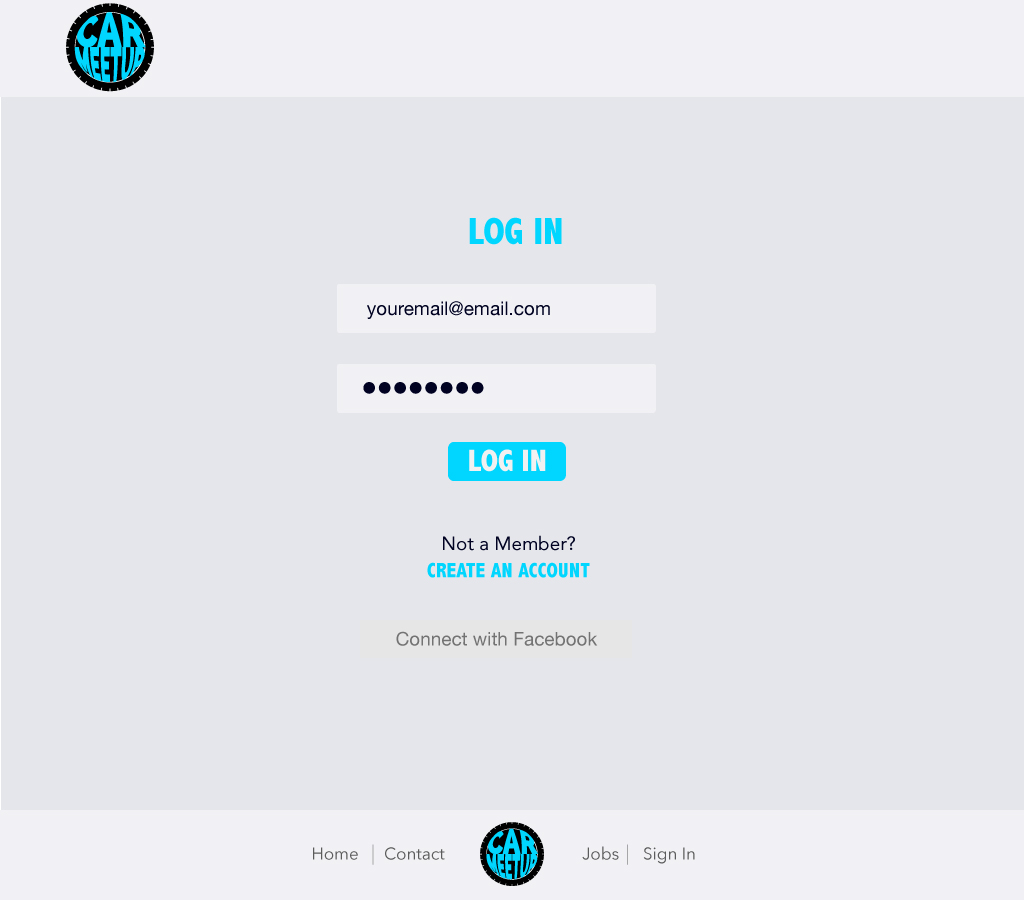 CAR
MEETUP
LOG IN
youremail@email.com
●●●●●●●●
LOG IN
Not a Member?
CREATE AN ACCOUNT
Connect with Facebook
Home | Contact
CAR
MEETUP
Jobs | Sign In